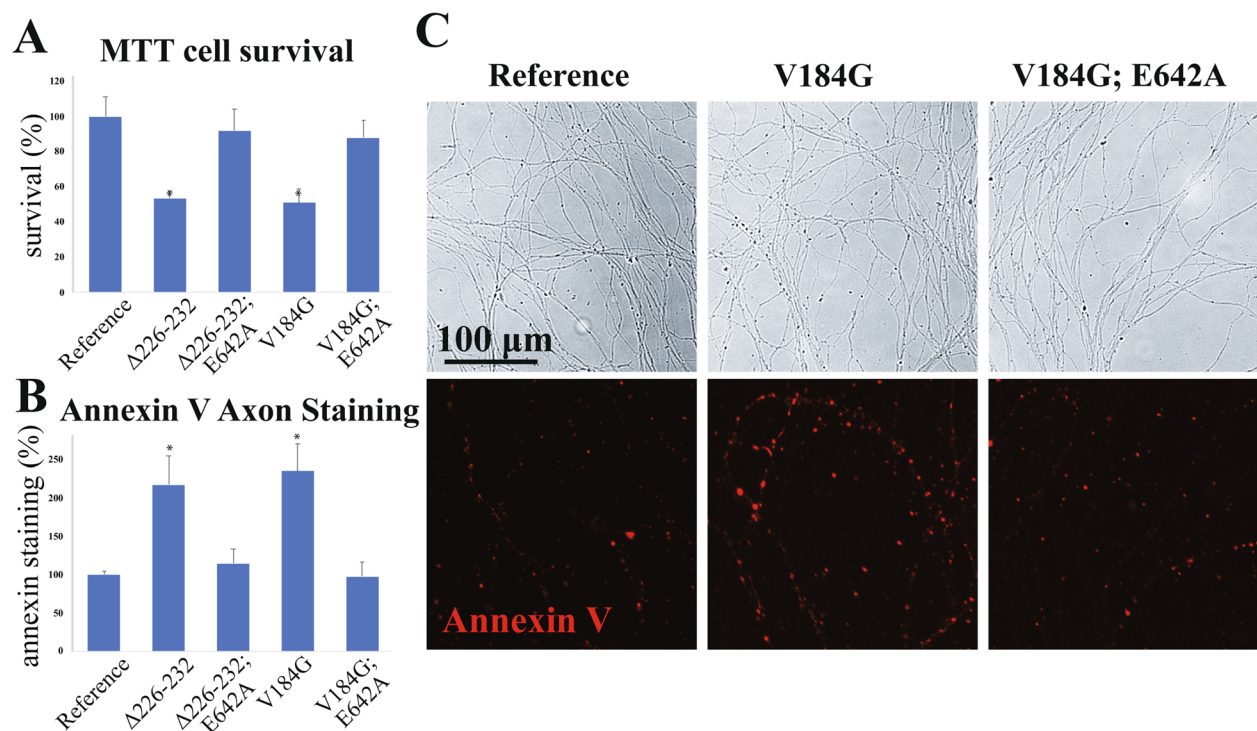 A
MTT cell survival
survival (%)
120
100
80
60
40
20
0
*
*
Reference
Δ226-232
Δ226-232;
E642A
V184G
V184G;
E642A
B
Annexin V Axon Staining
annexin staining (%)
250
200
150
100
50
0
*
*
Reference
Δ226-232
Δ226-232;
E642A
V184G
V184G;
E642A
C
Reference
V184G
V184G; E642A
100 μm
Annexin V